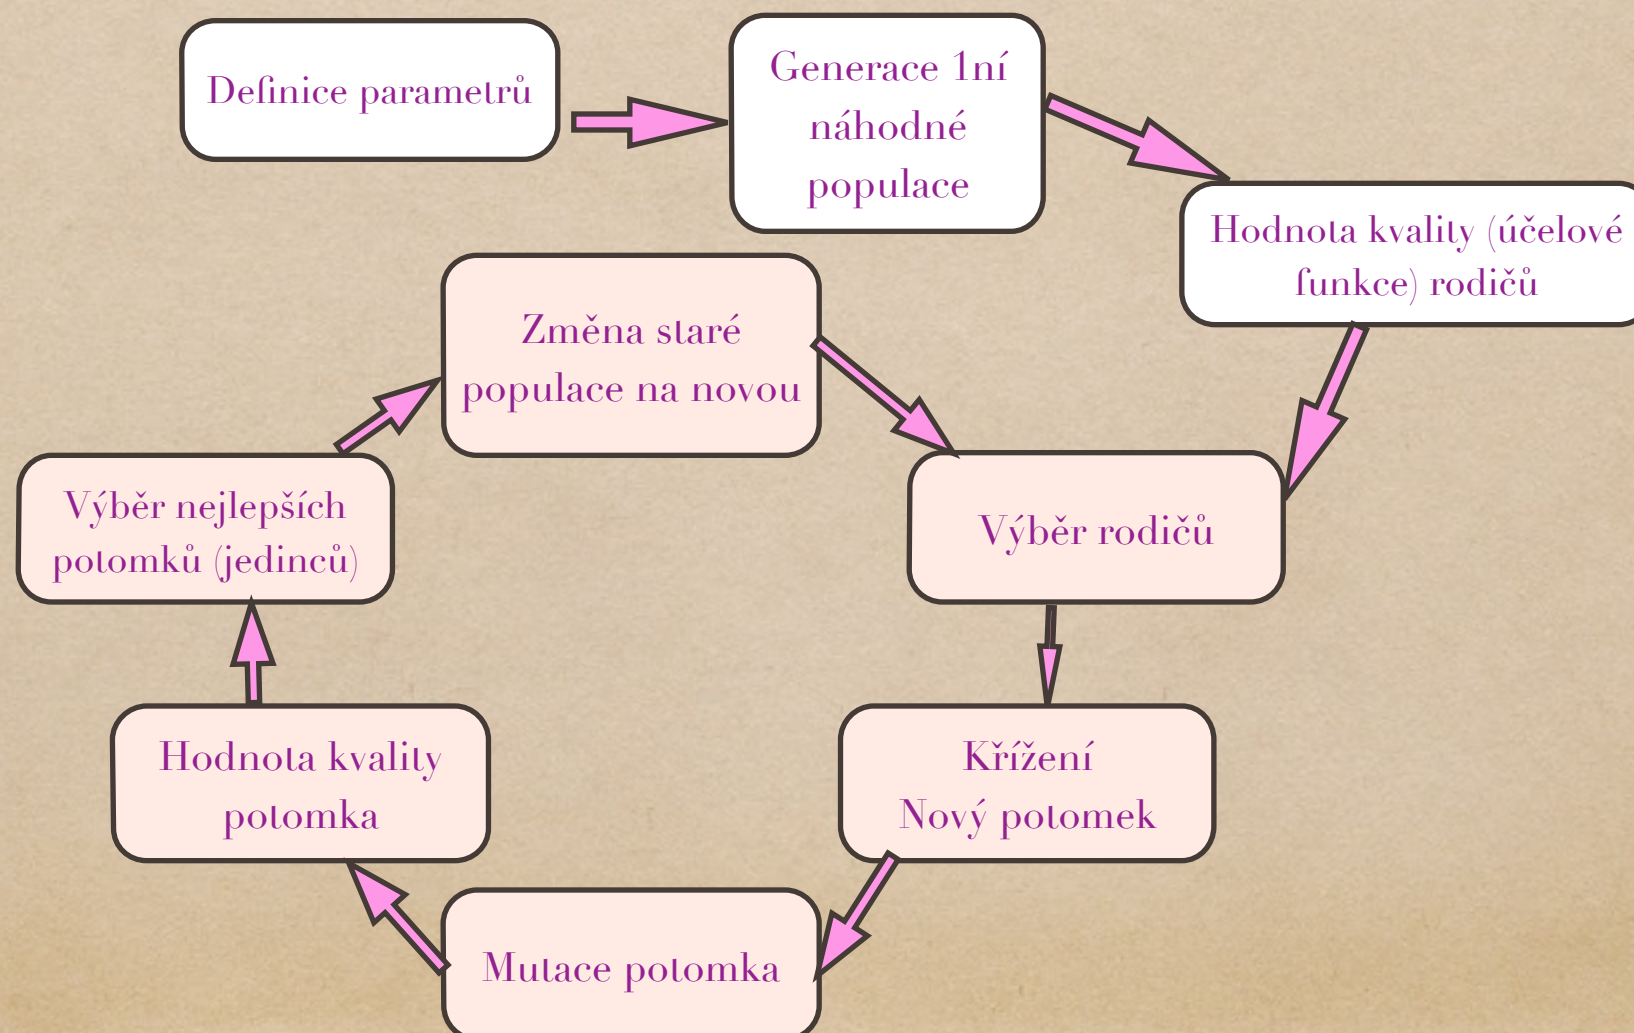 Definice parametrů
Generace 1ní
náhodné
populace
Hodnota kvality (účelové
funkce) rodičů
Změna staré
populace na novou
Výběr nejlepších
potomků (jedinců)
Výběr rodičů
Hodnota kvality
potomka
Křížení
Nový potomek
Mutace potomka